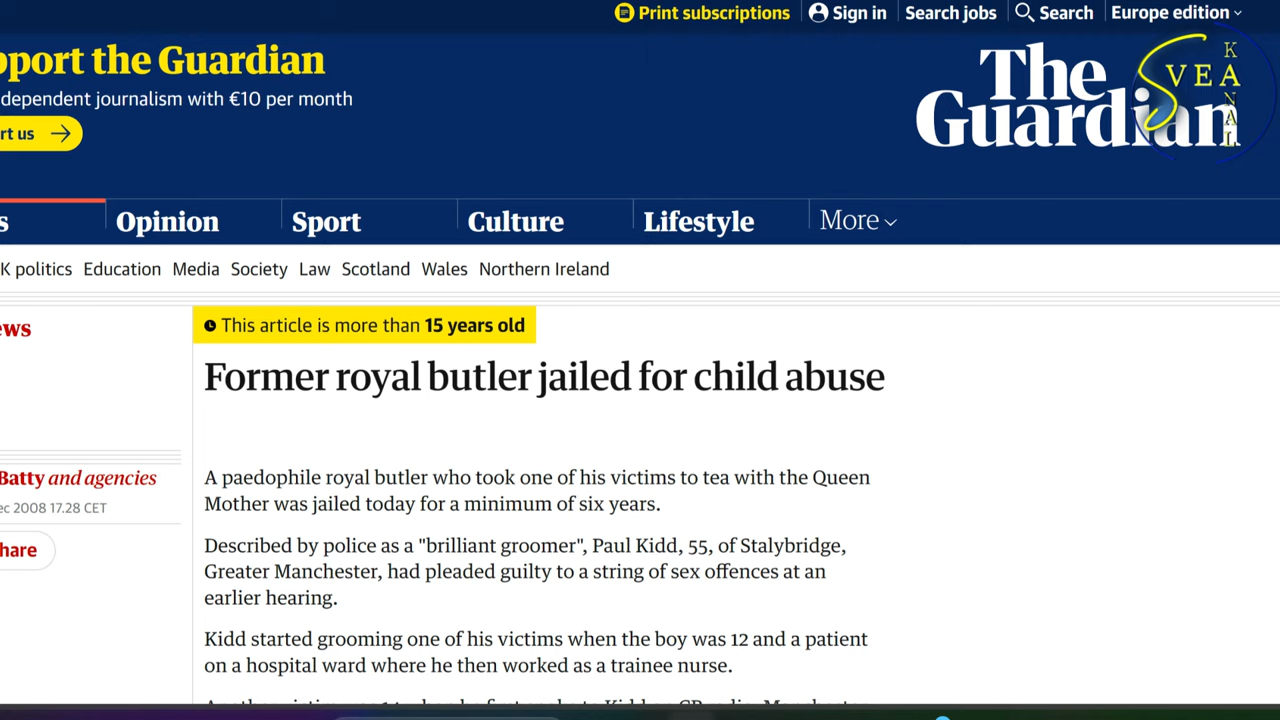 Print subscriptions
Sign in
Search jobs
Search
Europe edition
pport the Guardian
dependent journalism with €10 per month
rt us
The
Guardian
SVEA
KANAL
s
Opinion
Sport
Culture
Lifestyle
More
K politics
Education
Media
Society
Law
Scotland
Wales
Northern Ireland
ews
This article is more than 15 years old
Former royal butler jailed for child abuse
Batty and agencies
ec 2008 17.28 CET
hare
A paedophile royal butler who took one of his victims to tea with the Queen
Mother was jailed today for a minimum of six years.
Described by police as a "brilliant groomer", Paul Kidd, 55, of Stalybridge,
Greater Manchester, had pleaded guilty to a string of sex offences at an
earlier hearing.
Kidd started grooming one of his victims when the boy was 12 and a patient
on a hospital ward where he then worked as a trainee nurse.